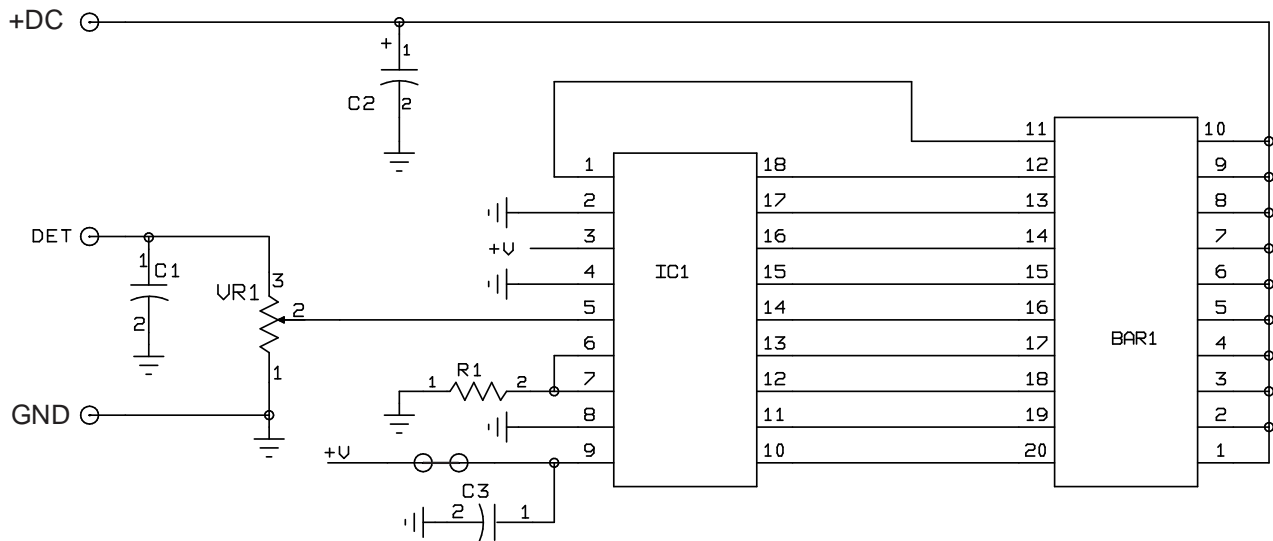 +DC
+ 1
C2 2
11 10
1 18 12 9
2 17 13 8
DET +V 3 16 14 7
1 C1 3 4 IC1 15 15 6
VR1 2 5 14 16 5
2 6 13 17 BAR1 4
1 R1 1 2 7 12 18 3
GND 8 11 19 2
+V 9 10 20 1
C3
2 1